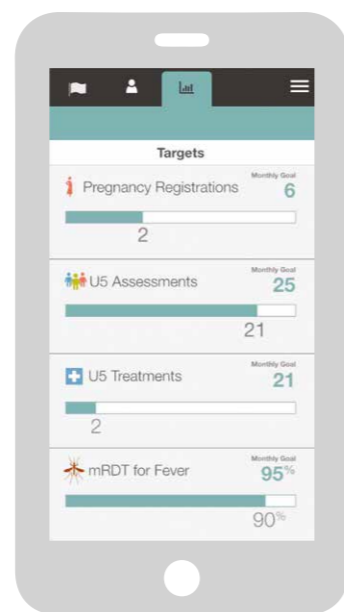 Targets
Pregnancy Registrations
Monthly Goal
6
2
U5 Assessments
Monthly Goal
25
21
U5 Treatments
Monthly Goal
21
2
mRDT for Fever
Monthly Goal
95%
90%